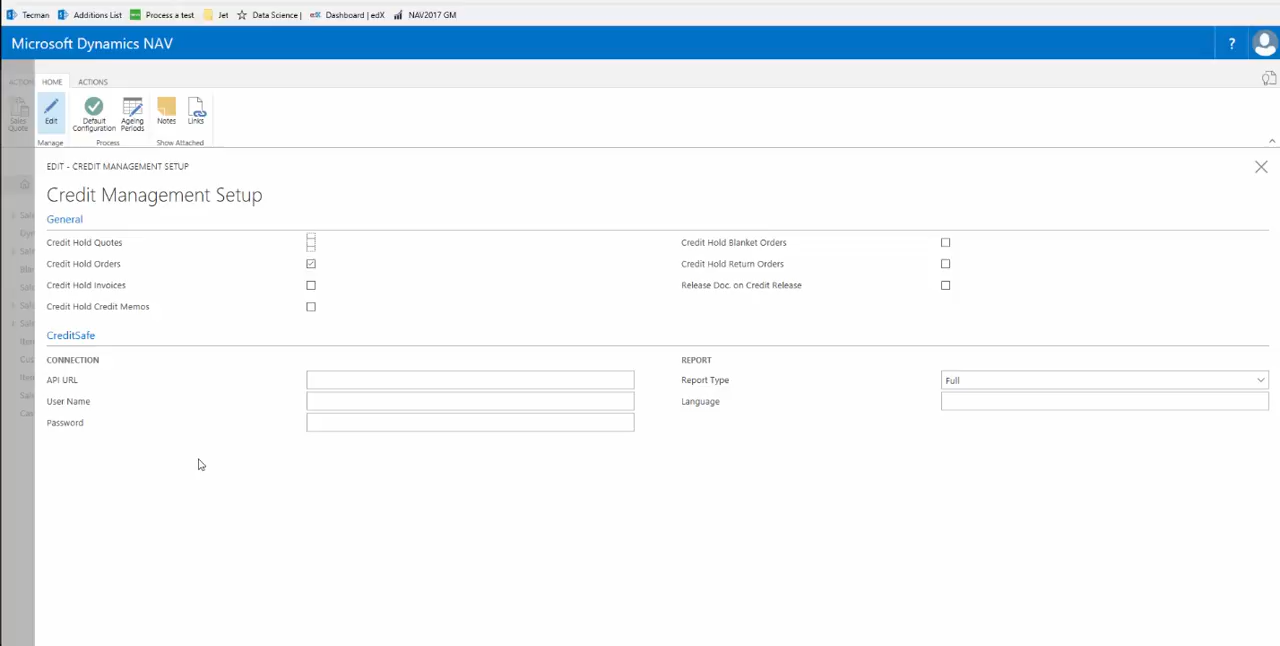 Tecman Additions List Process a test Jet Data Science | Dashboard | edX NAV2017 GM
Microsoft Dynamics NAV ?
ACTION HOME ACTIONS
Sales Quote Edit Default Configuration Ageing Periods Notes Links
Manage Process Show Attached
EDIT - CREDIT MANAGEMENT SETUP
Credit Management Setup
General
Credit Hold Quotes Credit Hold Blanket Orders
Credit Hold Orders Credit Hold Return Orders
Credit Hold Invoices Release Doc. on Credit Release
Credit Hold Credit Memos
CreditSafe
CONNECTION REPORT
API URL Report Type Full
User Name Language
Password